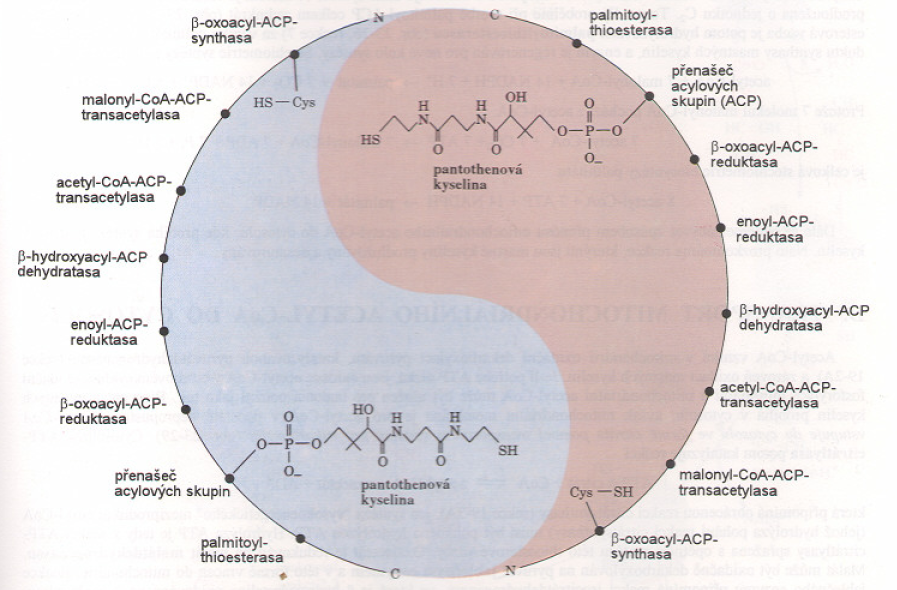 N
C
β-oxoacyl-ACP-
synthasa
HS—Cys
malonyl-CoA-ACP-
transacetylasa
acetyl-CoA-ACP-
transacetylasa
β-hydroxyacyl-ACP
dehydratasa
enoyl-ACP-
reduktasa
β-oxoacyl-ACP-
reduktasa
přenašeč
acylových skupin
palmitoyl-
thioesterasa
palmitoyl-
thioesterasa
přenašeč
acylových
skupin (ACP)
β-oxoacyl-ACP-
reduktasa
enoyl-ACP-
reduktasa
β-hydroxyacyl-ACP
dehydratasa
acetyl-CoA-ACP-
transacetylasa
malonyl-CoA-ACP-
transacetylasa
β-oxoacyl-ACP-
synthasa
H H OH O
HS N N O—P—O
O O O−
pantothenová
kyselina
O HO H H
O—P—O N N SH
O− O O
pantothenová
kyselina
Cys—SH
C
N